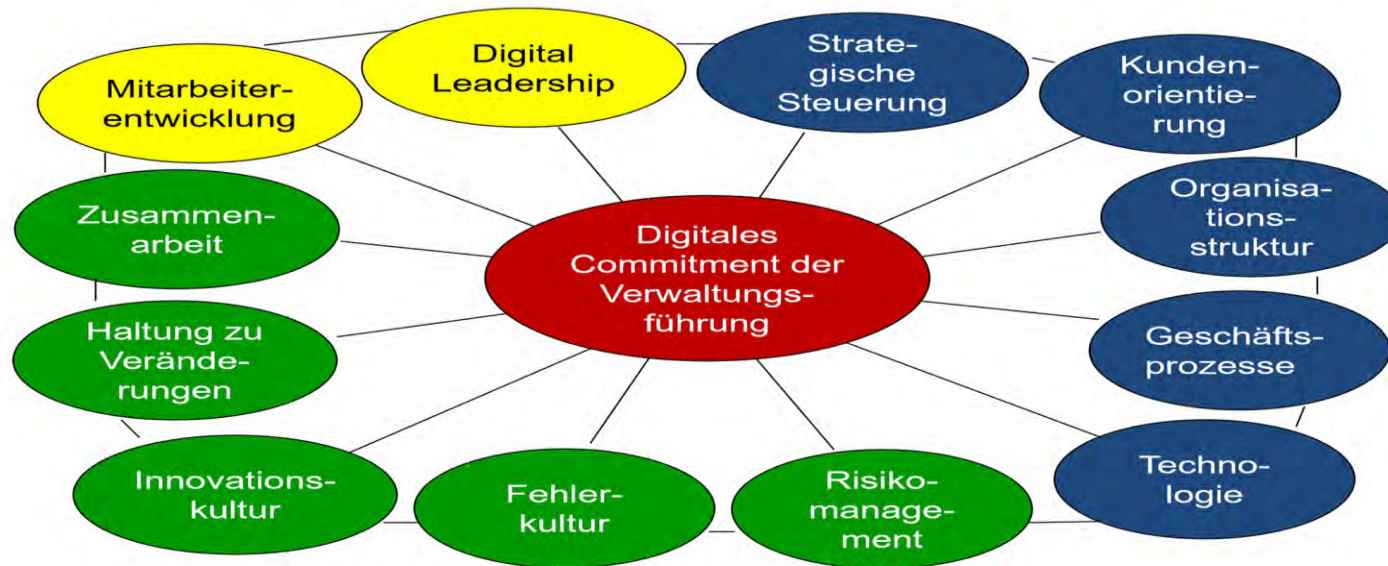 Digital
Leadership
Strate-
gische
Steuerung
Kunden-
orientie-
rung
Mitarbeiter-
entwicklung
Zusammen-
arbeit
Organisa-
tions-
struktur
Digitales
Commitment der
Verwaltungs-
führung
Haltung zu
Verände-
rungen
Geschäfts-
prozesse
Innovations-
kultur
Fehler-
kultur
Risiko-
manage-
ment
Techno-
logie